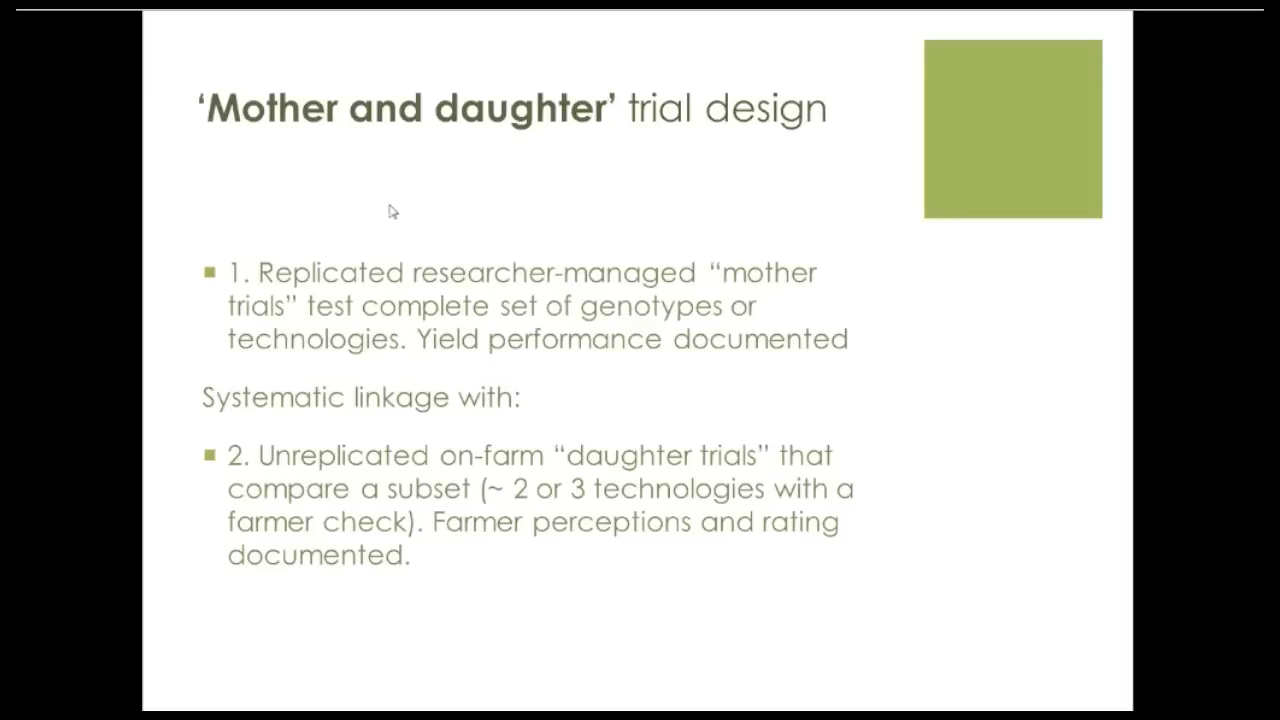 ‘Mother and daughter’ trial design
1. Replicated researcher-managed “mother
trials” test complete set of genotypes or
technologies. Yield performance documented
Systematic linkage with:
2. Unreplicated on-farm “daughter trials” that
compare a subset (~ 2 or 3 technologies with a
farmer check). Farmer perceptions and rating
documented.